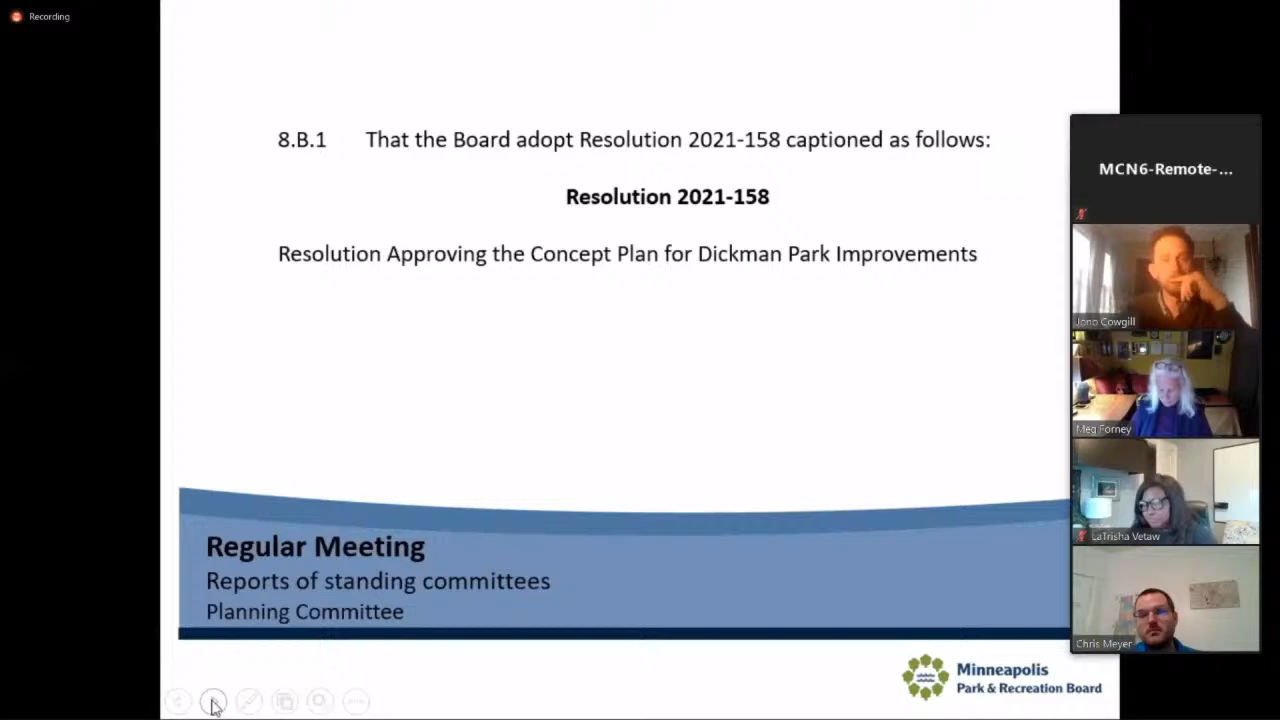 Recording
8.B.1 That the Board adopt Resolution 2021-158 captioned as follows:
Resolution 2021-158
Resolution Approving the Concept Plan for Dickman Park Improvements
MCN6-Remote-...
Jono Cowgill
Meg Forney
LaTrisha Vetaw
Chris Meyer
Regular Meeting
Reports of standing committees
Planning Committee
Minneapolis
Park & Recreation Board